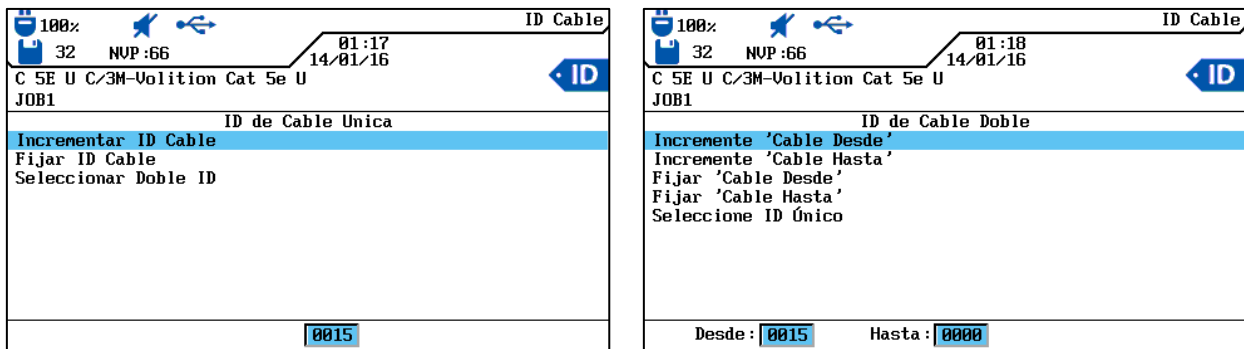 100%
ID Cable
32 NVP:66
01:17
14/01/16
C 5E U C/3M-Volition Cat 5e U
ID
JOB1
ID de Cable Unica
Incrementar ID Cable
Fijar ID Cable
Seleccionar Doble ID
0015
100%
ID Cable
32 NVP:66
01:18
14/01/16
C 5E U C/3M-Volition Cat 5e U
ID
JOB1
ID de Cable Doble
Incremente 'Cable Desde'
Incremente 'Cable Hasta'
Fijar 'Cable Desde'
Fijar 'Cable Hasta'
Seleccione ID Único
Desde: 0015 Hasta: 0000